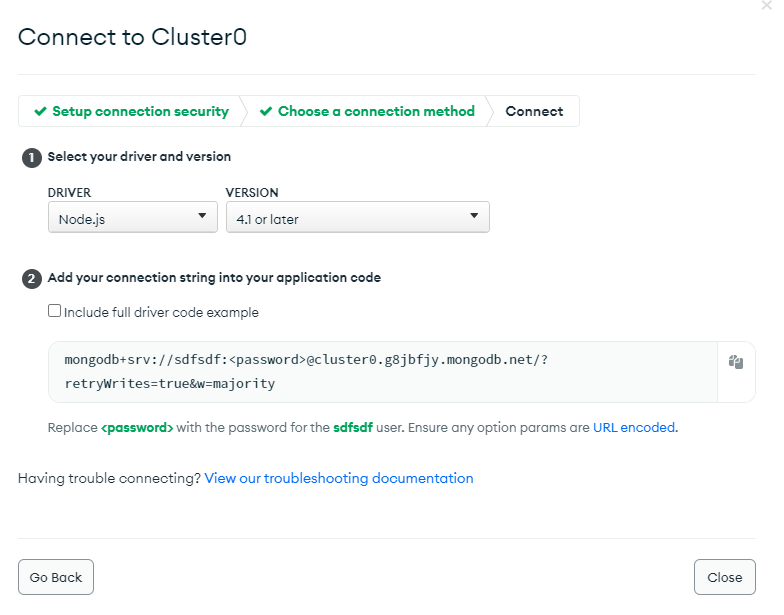 Connect to Cluster0
✔ Setup connection security ✔ Choose a connection method Connect
1 Select your driver and version
DRIVER VERSION
Node.js 4.1 or later
2 Add your connection string into your application code
Include full driver code example
mongodb+srv://sdfsdf:<password>@cluster0.g8jbfjy.mongodb.net/?
retryWrites=true&w=majority
Replace <password> with the password for the sdfsdf user. Ensure any option params are URL encoded.
Having trouble connecting? View our troubleshooting documentation
Go Back Close